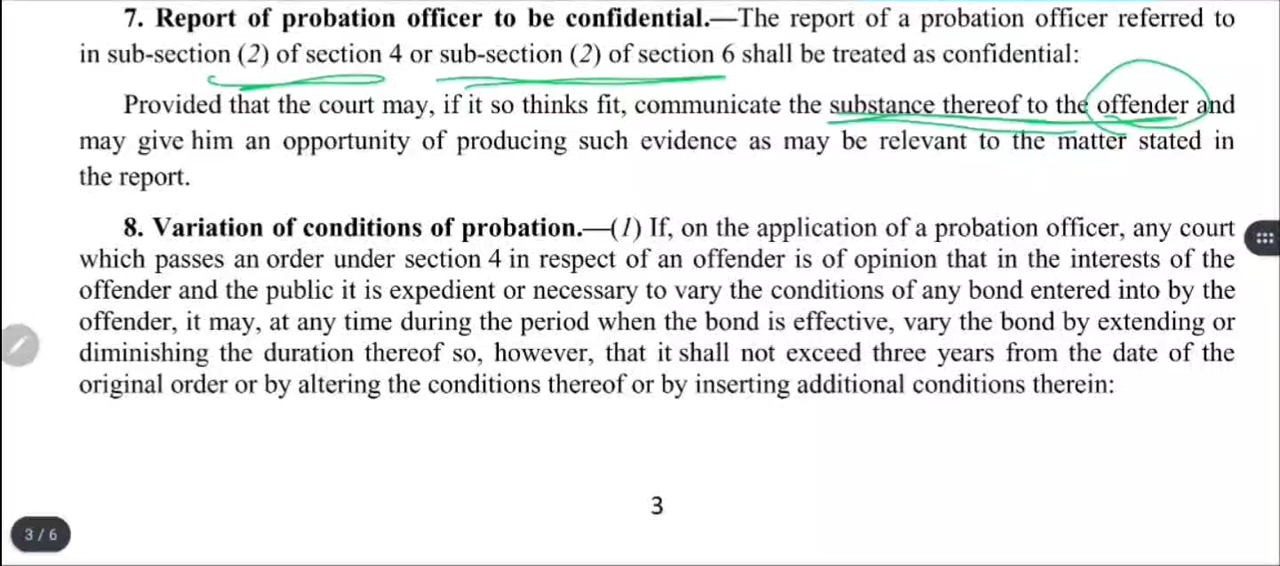 7. Report of probation officer to be confidential.—The report of a probation officer referred to
in sub-section (2) of section 4 or sub-section (2) of section 6 shall be treated as confidential:
Provided that the court may, if it so thinks fit, communicate the substance thereof to the offender and
may give him an opportunity of producing such evidence as may be relevant to the matter stated in
the report.
8. Variation of conditions of probation.—(1) If, on the application of a probation officer, any court
which passes an order under section 4 in respect of an offender is of opinion that in the interests of the
offender and the public it is expedient or necessary to vary the conditions of any bond entered into by the
offender, it may, at any time during the period when the bond is effective, vary the bond by extending or
diminishing the duration thereof so, however, that it shall not exceed three years from the date of the
original order or by altering the conditions thereof or by inserting additional conditions therein:
3
3 / 6